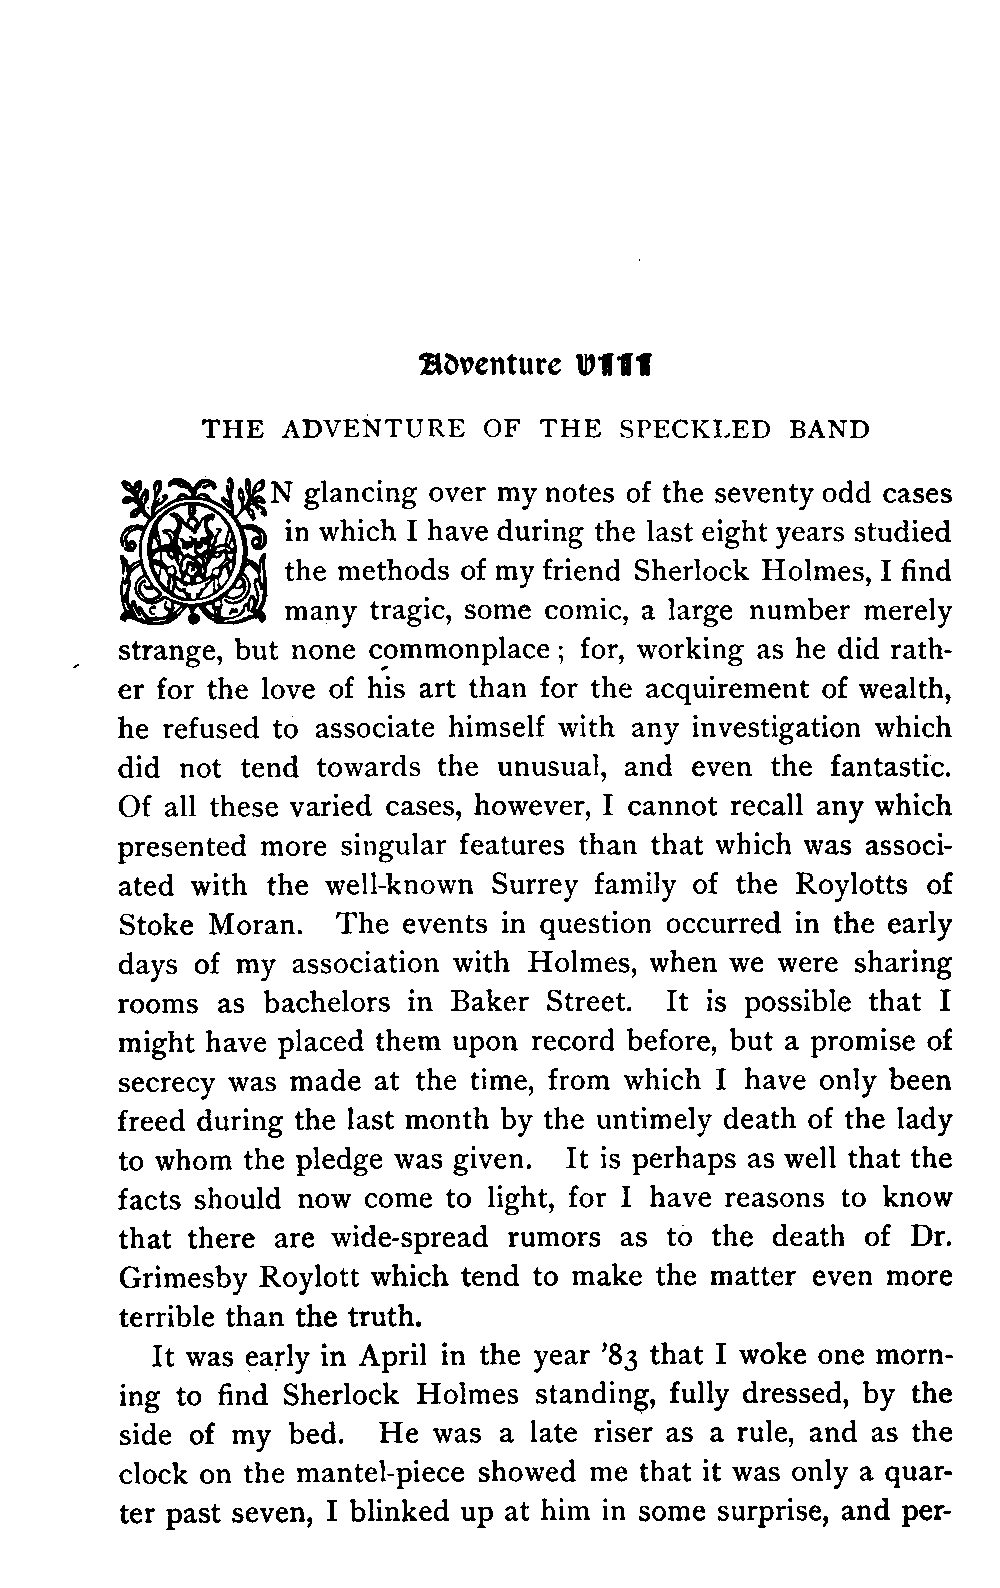 Adventure VIII
THE ADVENTURE OF THE SPECKLED BAND
ON glancing over my notes of the seventy odd cases
in which I have during the last eight years studied
the methods of my friend Sherlock Holmes, I find
many tragic, some comic, a large number merely
strange, but none commonplace ; for, working as he did rath-
er for the love of his art than for the acquirement of wealth,
he refused to associate himself with any investigation which
did not tend towards the unusual, and even the fantastic.
Of all these varied cases, however, I cannot recall any which
presented more singular features than that which was associ-
ated with the well-known Surrey family of the Roylotts of
Stoke Moran. The events in question occurred in the early
days of my association with Holmes, when we were sharing
rooms as bachelors in Baker Street. It is possible that I
might have placed them upon record before, but a promise of
secrecy was made at the time, from which I have only been
freed during the last month by the untimely death of the lady
to whom the pledge was given. It is perhaps as well that the
facts should now come to light, for I have reasons to know
that there are wide-spread rumors as to the death of Dr.
Grimesby Roylott which tend to make the matter even more
terrible than the truth.
It was early in April in the year ’83 that I woke one morn-
ing to find Sherlock Holmes standing, fully dressed, by the
side of my bed. He was a late riser as a rule, and as the
clock on the mantel-piece showed me that it was only a quar-
ter past seven, I blinked up at him in some surprise, and per-